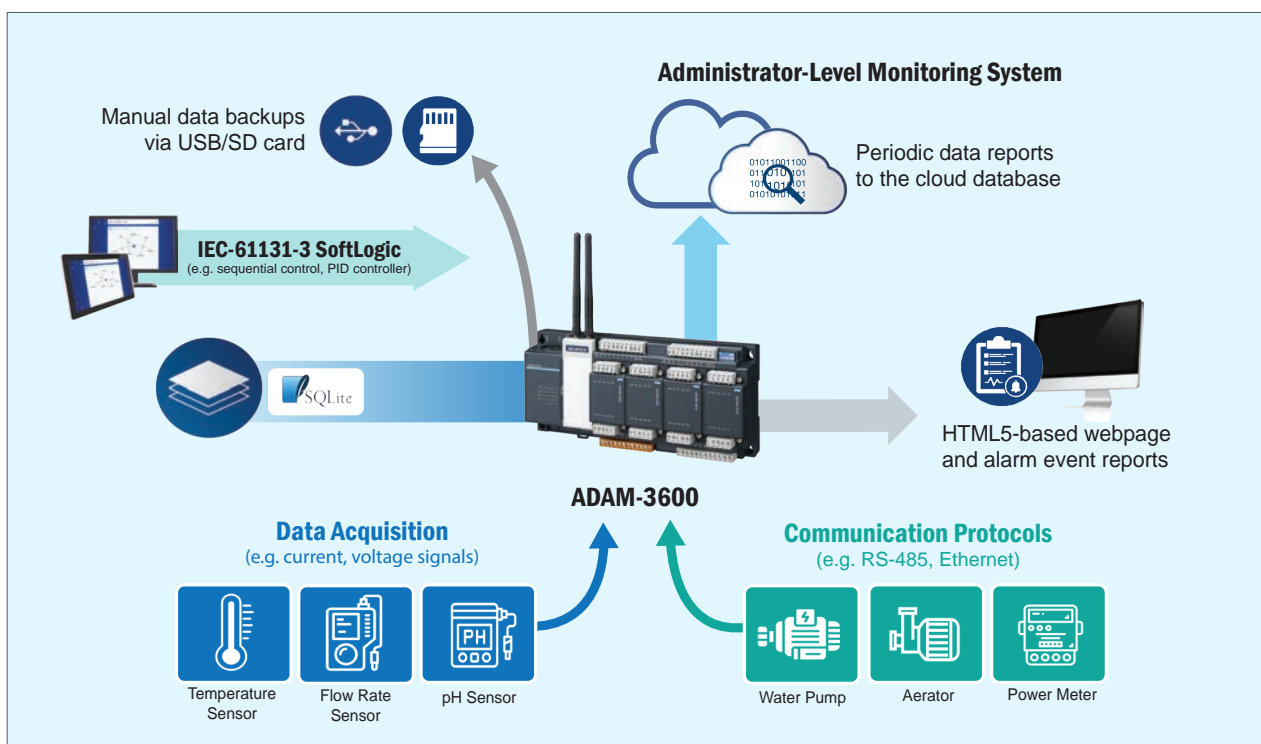 Administrator-Level Monitoring System
Manual data backups
via USB/SD card
01011001100
Periodic data reports
to the cloud database
IEC-61131-3 SoftLogic
(e.g. sequential control, PID controller)
SQLite
HTML5-based webpage
and alarm event reports
ADAM-3600
Data Acquisition
(e.g. current, voltage signals)
Communication Protocols
(e.g. RS-485, Ethernet)
PH
Temperature
Sensor
Flow Rate
Sensor
pH Sensor
Water Pump
Aerator
Power Meter